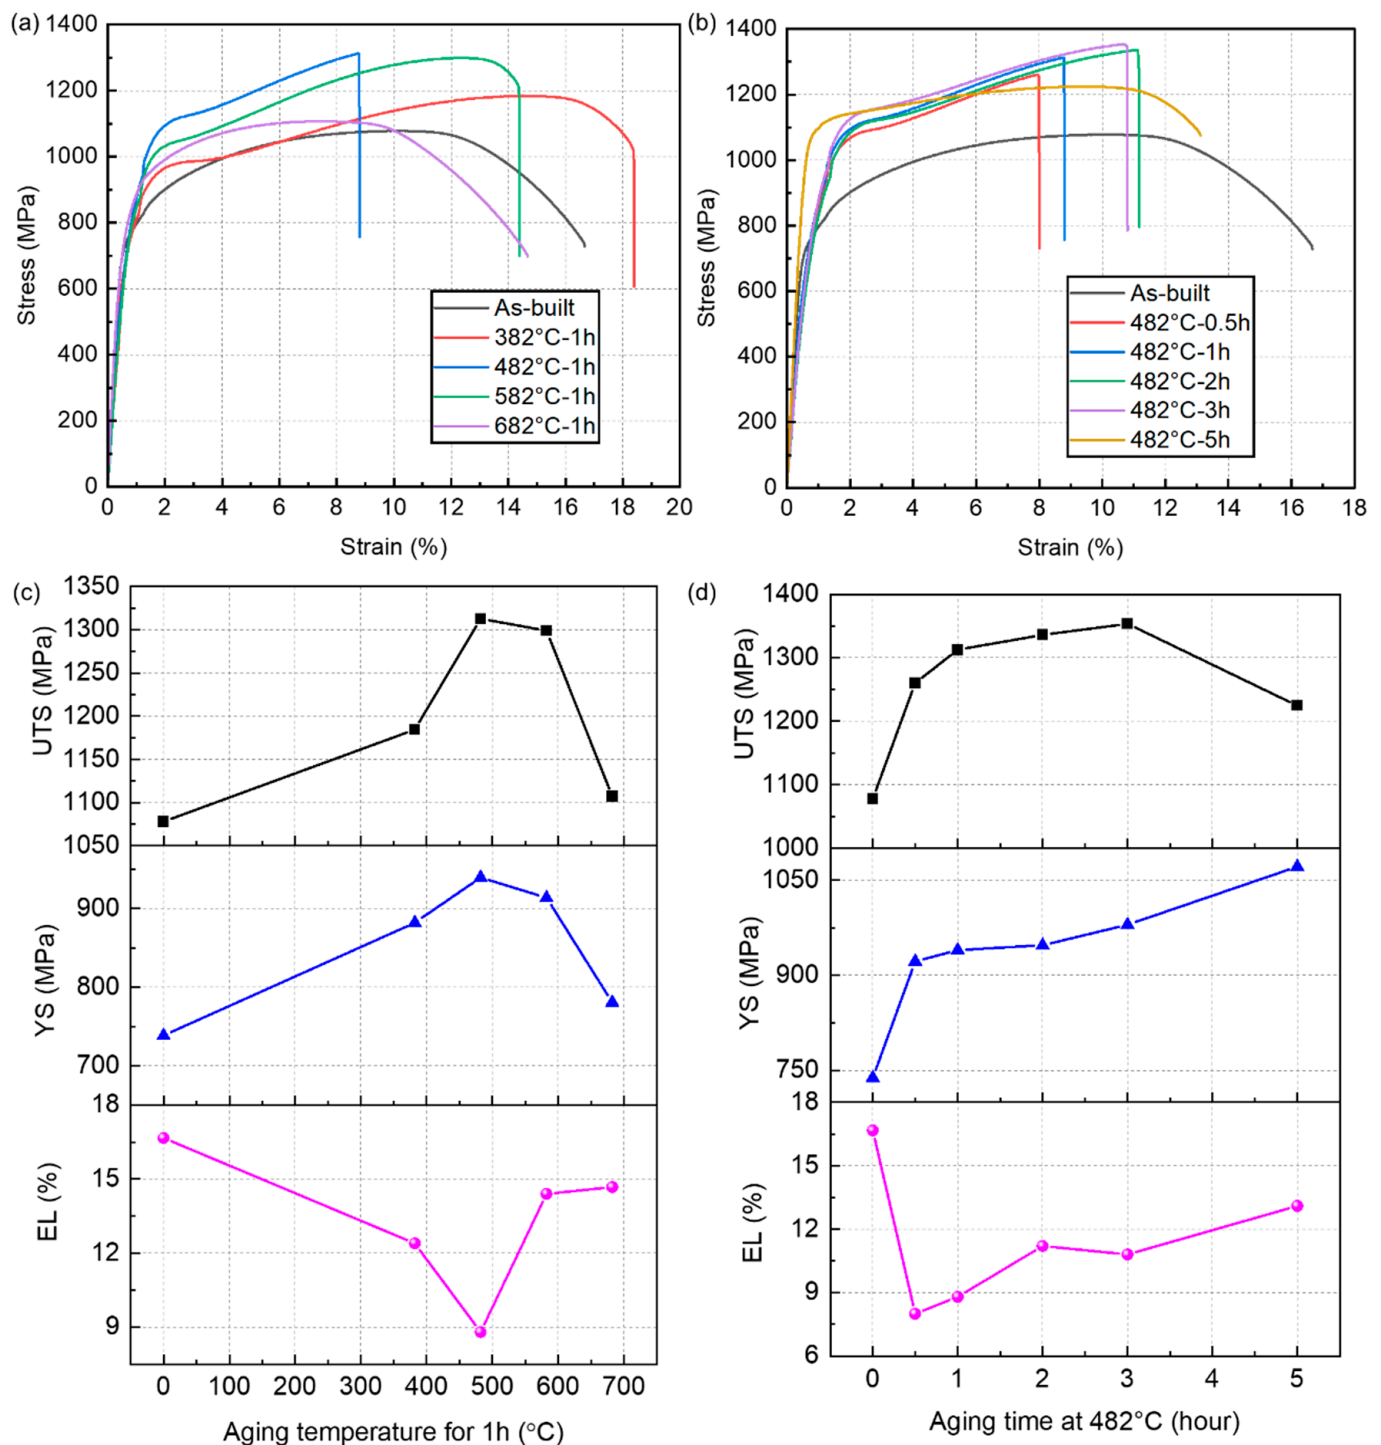 (a)
1400
1200
1000
800
600
400
200
0
Stress (MPa)
As-built
382°C-1h
482°C-1h
582°C-1h
682°C-1h
0 2 4 6 8 10 12 14 16 18 20
Strain (%)
(b)
1400
1200
1000
800
600
400
200
0
Stress (MPa)
As-built
482°C-0.5h
482°C-1h
482°C-2h
482°C-3h
482°C-5h
0 2 4 6 8 10 12 14 16 18
Strain (%)
(c)
1350
1300
1250
1200
1150
1100
1050
UTS (MPa)
900
800
700
YS (MPa)
18
15
12
9
EL (%)
0 100 200 300 400 500 600 700
Aging temperature for 1h (°C)
(d)
1400
1300
1200
1100
1000
UTS (MPa)
1050
900
750
YS (MPa)
18
15
12
9
6
EL (%)
0 1 2 3 4 5
Aging time at 482°C (hour)